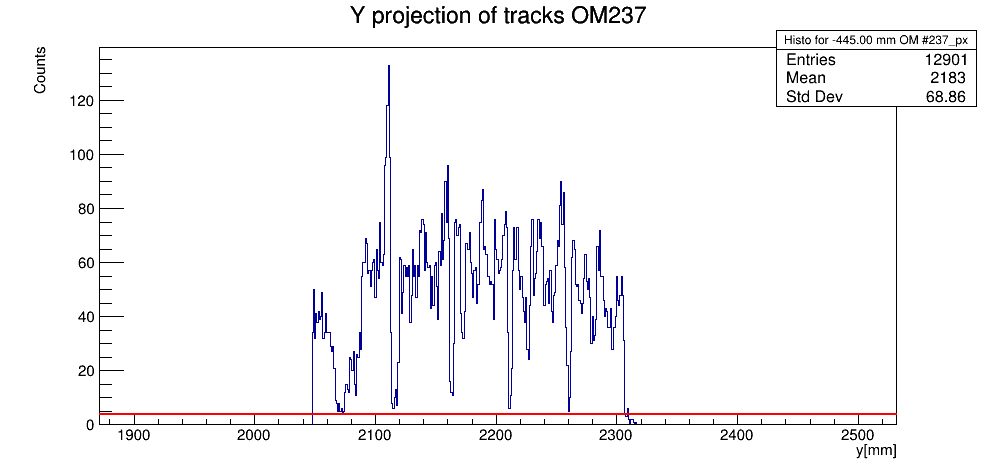 Y projection of tracks OM237
Histo for -445.00 mm OM #237_px
Entries 12901
Mean 2183
Std Dev 68.86
Counts
120
100
80
60
40
20
0
1900 2000 2100 2200 2300 2400 2500
y[mm]